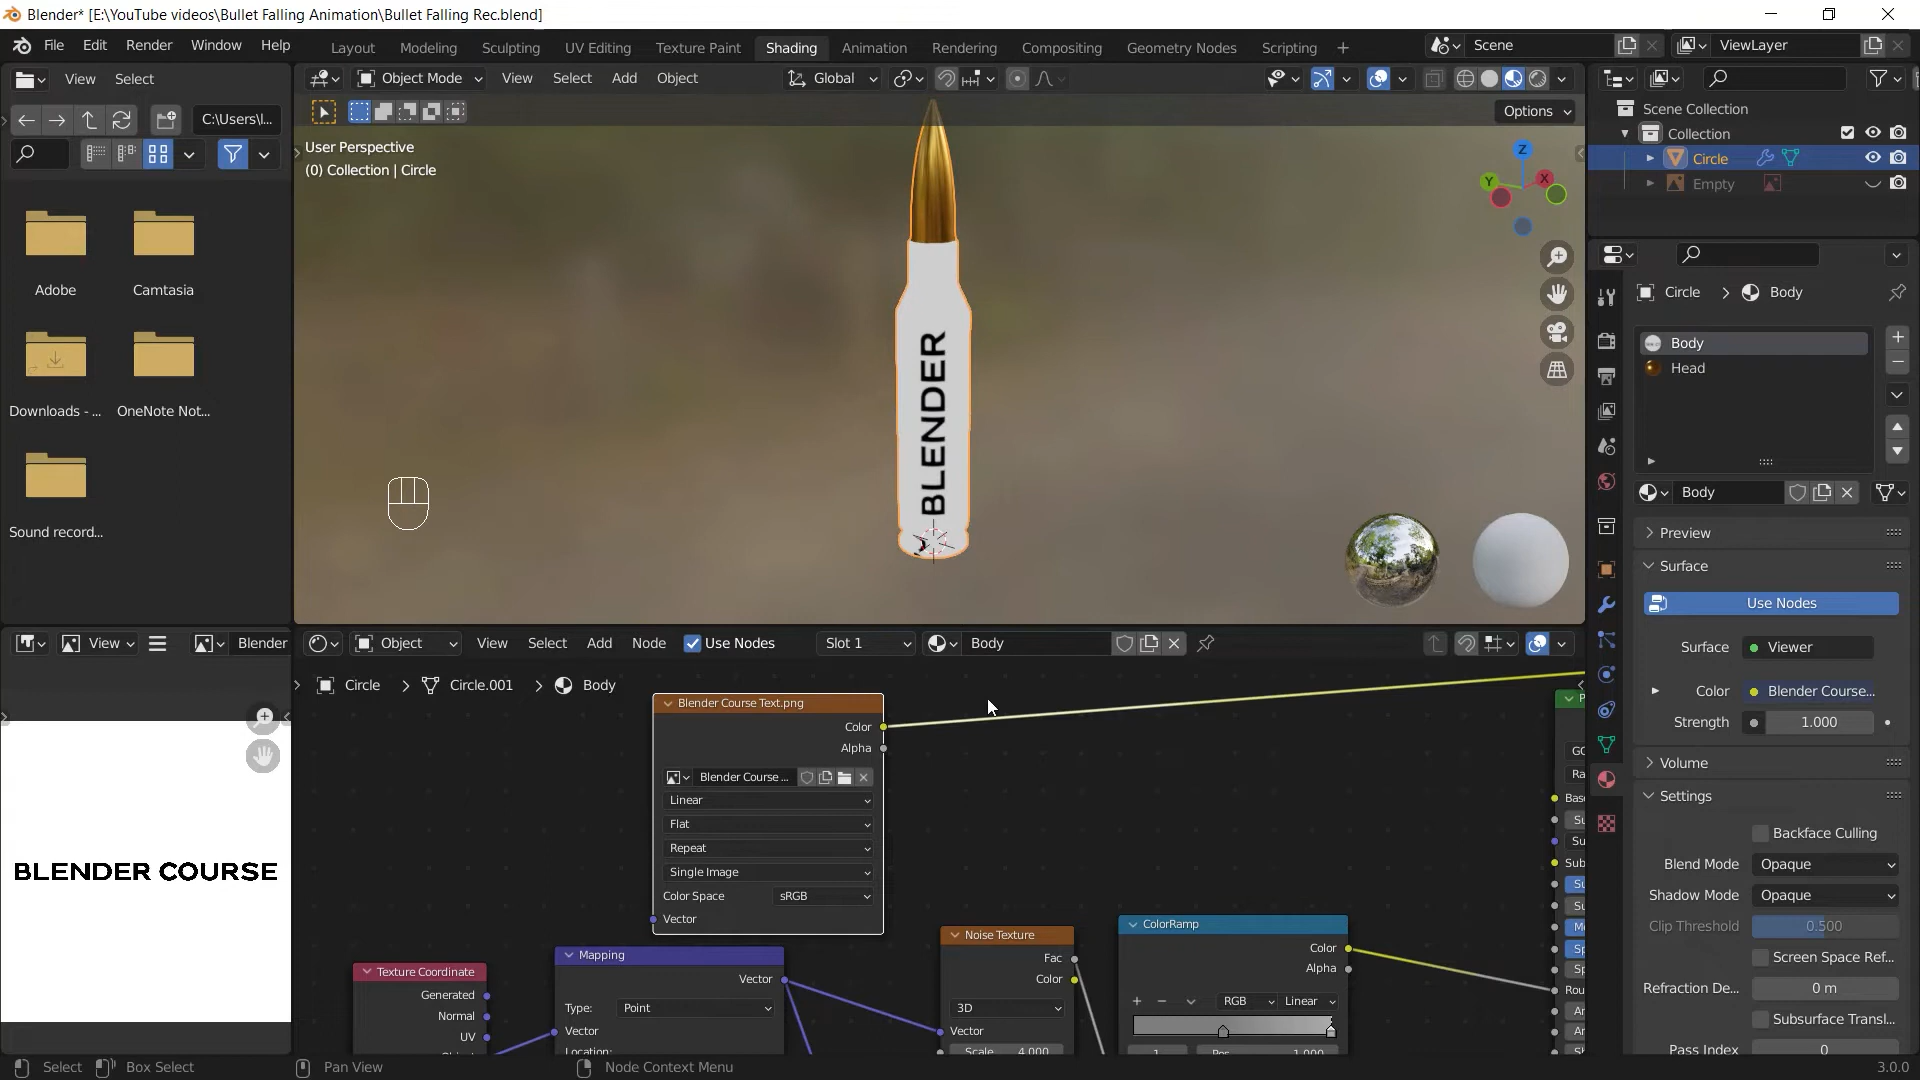 Blender* [E:\YouTube videos\Bullet Falling Animation\Bullet Falling Rec.blend]
File Edit Render Window Help
Layout Modeling Sculpting UV Editing Texture Paint Shading Animation Rendering Compositing Geometry Nodes Scripting +
Scene
ViewLayer
View Select
C:\Users\l...
Adobe
Camtasia
Downloads - ...
OneNote Not...
Sound record...
Object Mode View Select Add Object
Global
Options
User Perspective
(0) Collection | Circle
Z
Y
X
BLENDER
Scene Collection
Collection
Circle
Empty
Circle > Body
Body
Head
Body
Preview
Surface
Use Nodes
Surface Viewer
Color Blender Course...
Strength 1.000
Volume
Settings
Backface Culling
Blend Mode Opaque
Shadow Mode Opaque
Clip Threshold 0.500
Screen Space Ref...
Refraction De... 0 m
Subsurface Transl...
Pass Index 0
View
Blender
BLENDER COURSE
Object View Select Add Node Use Nodes Slot 1 Body
Circle > Circle.001 > Body
Blender Course Text.png
Color
Alpha
Blender Course ...
Linear
Flat
Repeat
Single Image
Color Space sRGB
Vector
Texture Coordinate
Generated
Normal
UV
Mapping
Vector
Type: Point
Vector
Location:
Noise Texture
Fac
Color
3D
Vector
Scale 4.000
ColorRamp
Color
Alpha
+ −
RGB Linear
1 Pos 1.000
Select Box Select Pan View Node Context Menu
3.0.0